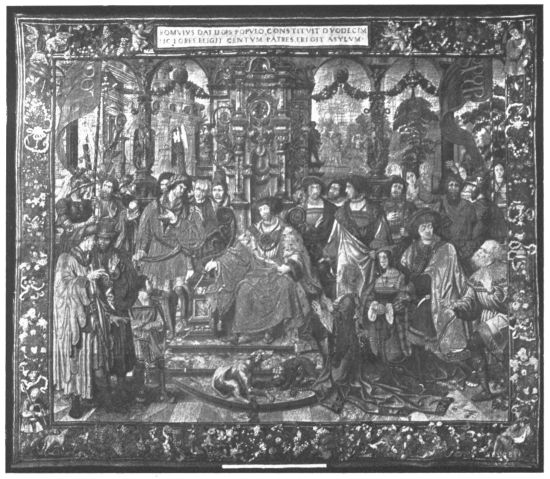 ROMVLVS DAT LEGES POPVLO CONSTITVIT DVODECIM
LICTORES ELIGIT CENTVM PATRES ERIGIT ASYLVM